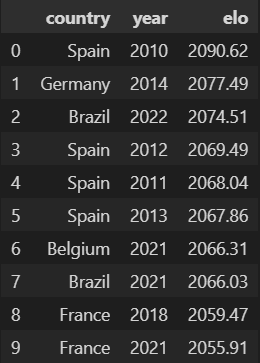 country year elo
0 Spain 2010 2090.62
1 Germany 2014 2077.49
2 Brazil 2022 2074.51
3 Spain 2012 2069.49
4 Spain 2011 2068.04
5 Spain 2013 2067.86
6 Belgium 2021 2066.31
7 Brazil 2021 2066.03
8 France 2018 2059.47
9 France 2021 2055.91